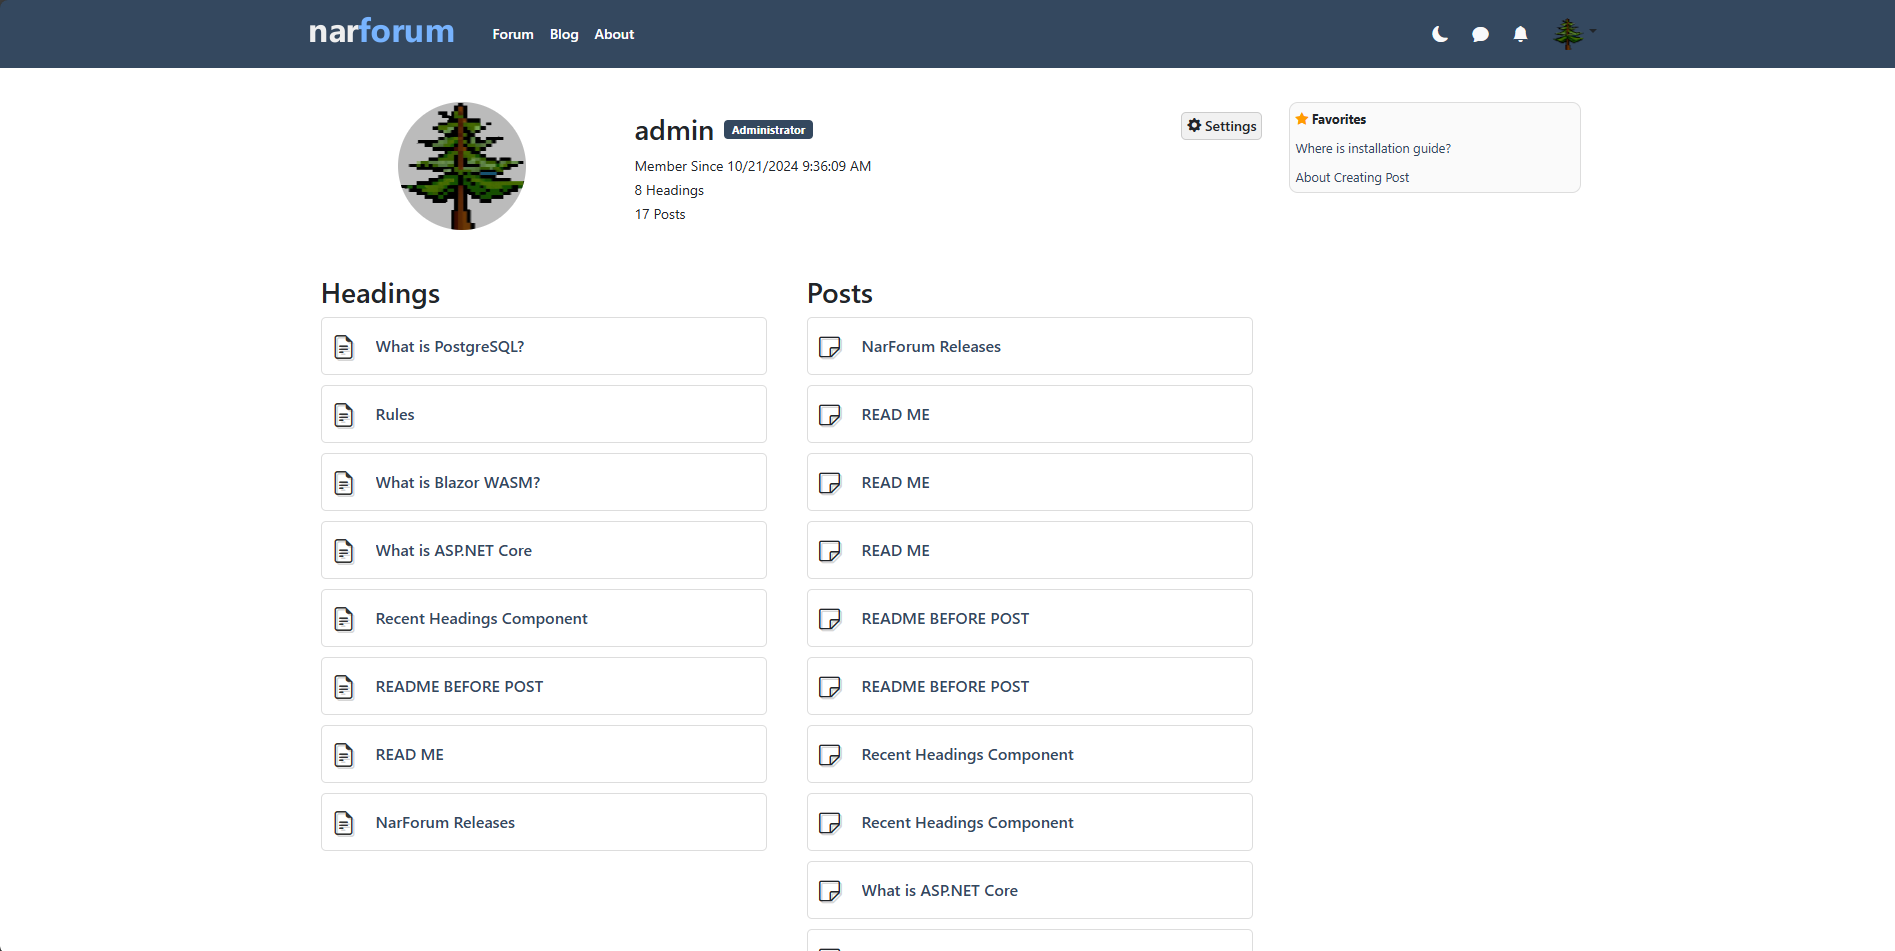 narforum
Forum Blog About
admin Administrator
Settings
Member Since 10/21/2024 9:36:09 AM
8 Headings
17 Posts
Favorites
Where is installation guide?
About Creating Post
Headings
What is PostgreSQL?
Rules
What is Blazor WASM?
What is ASP.NET Core
Recent Headings Component
README BEFORE POST
READ ME
NarForum Releases
Posts
NarForum Releases
READ ME
READ ME
READ ME
README BEFORE POST
README BEFORE POST
Recent Headings Component
Recent Headings Component
What is ASP.NET Core